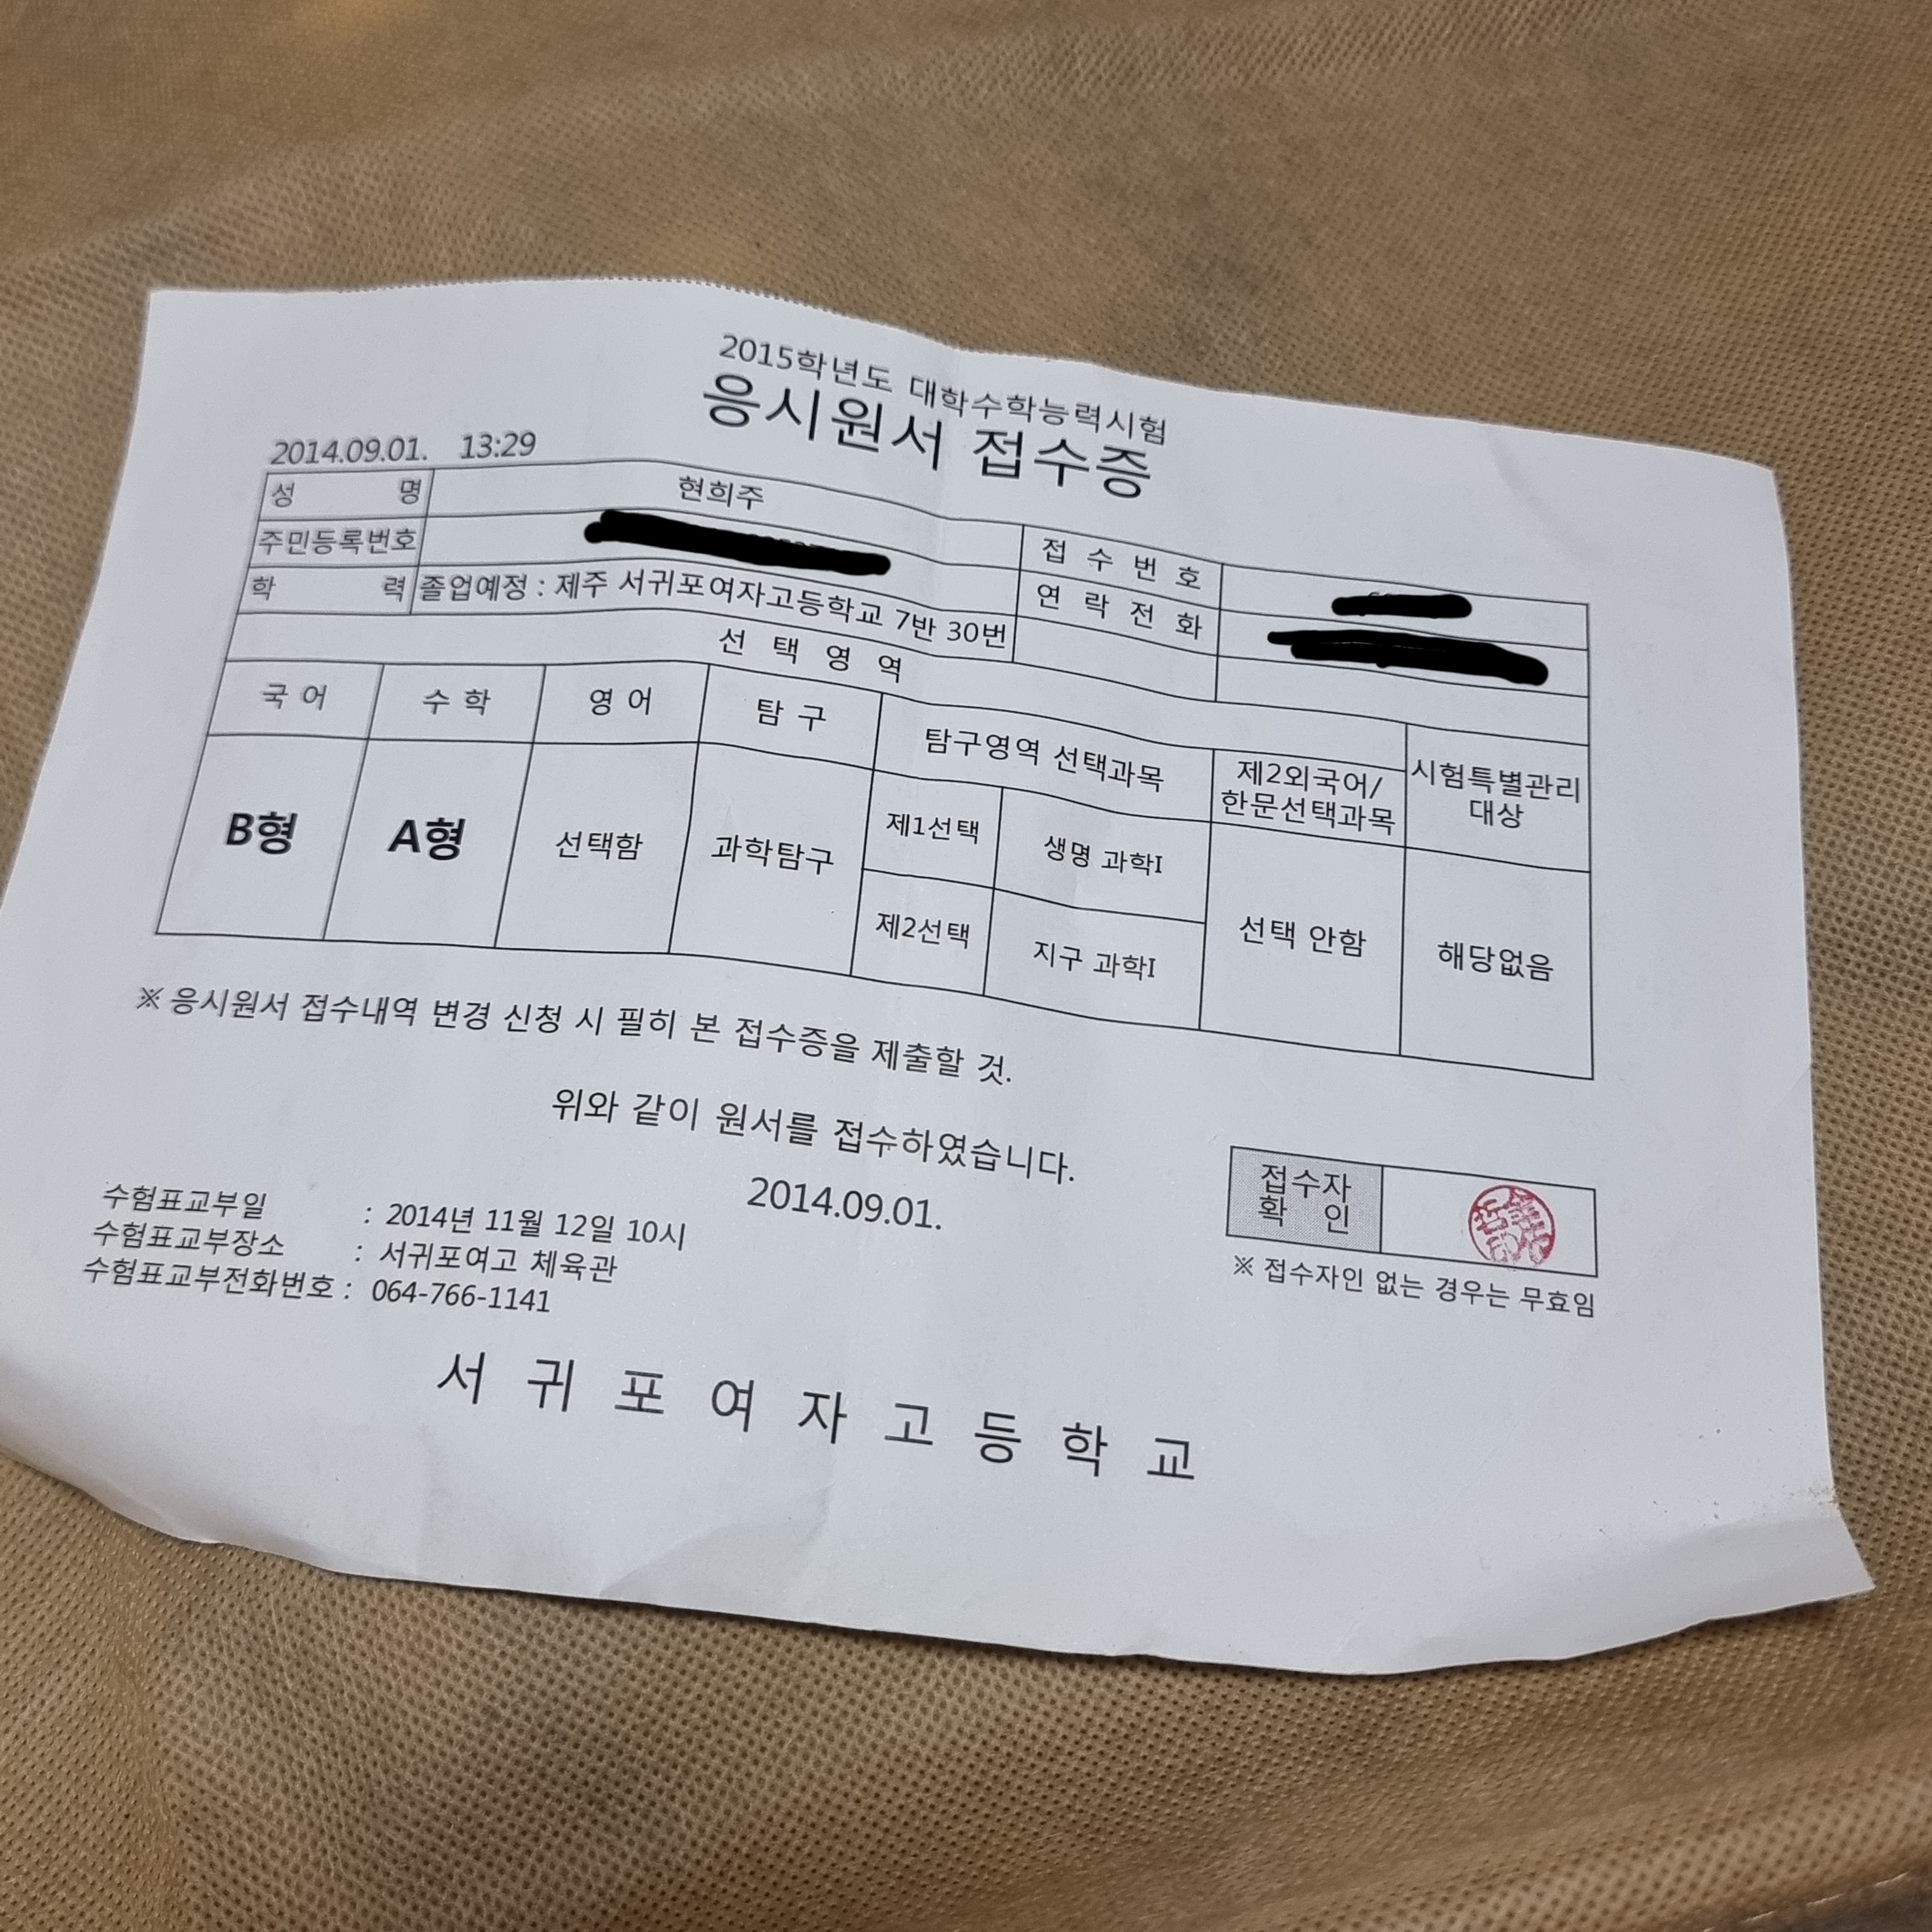 2015학년도 대학수학능력시험
응시원서 접수증
2014.09.01. 13:29
성 명 현희주
주민등록번호
접 수 번 호
학 력 졸업예정 : 제주 서귀포여자고등학교 7반 30번
연 락 전 화
선 택 영 역
국 어 수 학 영 어 탐 구 탐구영역 선택과목
제2외국어/
한문선택과목
시험특별관리
대상
B형 A형 선택함 과학탐구
제1선택 생명 과학I
제2선택 지구 과학I
선택 안함 해당없음
※ 응시원서 접수내역 변경 신청 시 필히 본 접수증을 제출할 것.
위와 같이 원서를 접수하였습니다.
2014.09.01.
접수자
확 인
※ 접수자인 없는 경우는 무효임
수험표교부일 : 2014년 11월 12일 10시
수험표교부장소 : 서귀포여고 체육관
수험표교부전화번호 : 064-766-1141
서 귀 포 여 자 고 등 학 교